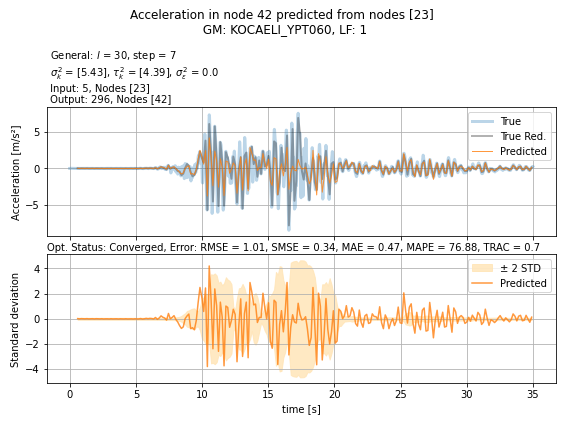 Acceleration in node 42 predicted from nodes [23]
GM: KOCAELI_YPT060, LF: 1
General: l = 30, step = 7
σ²ₖ = [5.43], τ²ₖ = [4.39], σ²ε = 0.0
Input: 5, Nodes [23]
Output: 296, Nodes [42]
True
True Red.
Predicted
Acceleration [m/s²]
5
0
−5
Opt. Status: Converged, Error: RMSE = 1.01, SMSE = 0.34, MAE = 0.47, MAPE = 76.88, TRAC = 0.7
± 2 STD
Predicted
Standard deviation
4
2
0
−2
−4
0 5 10 15 20 25 30 35
time [s]